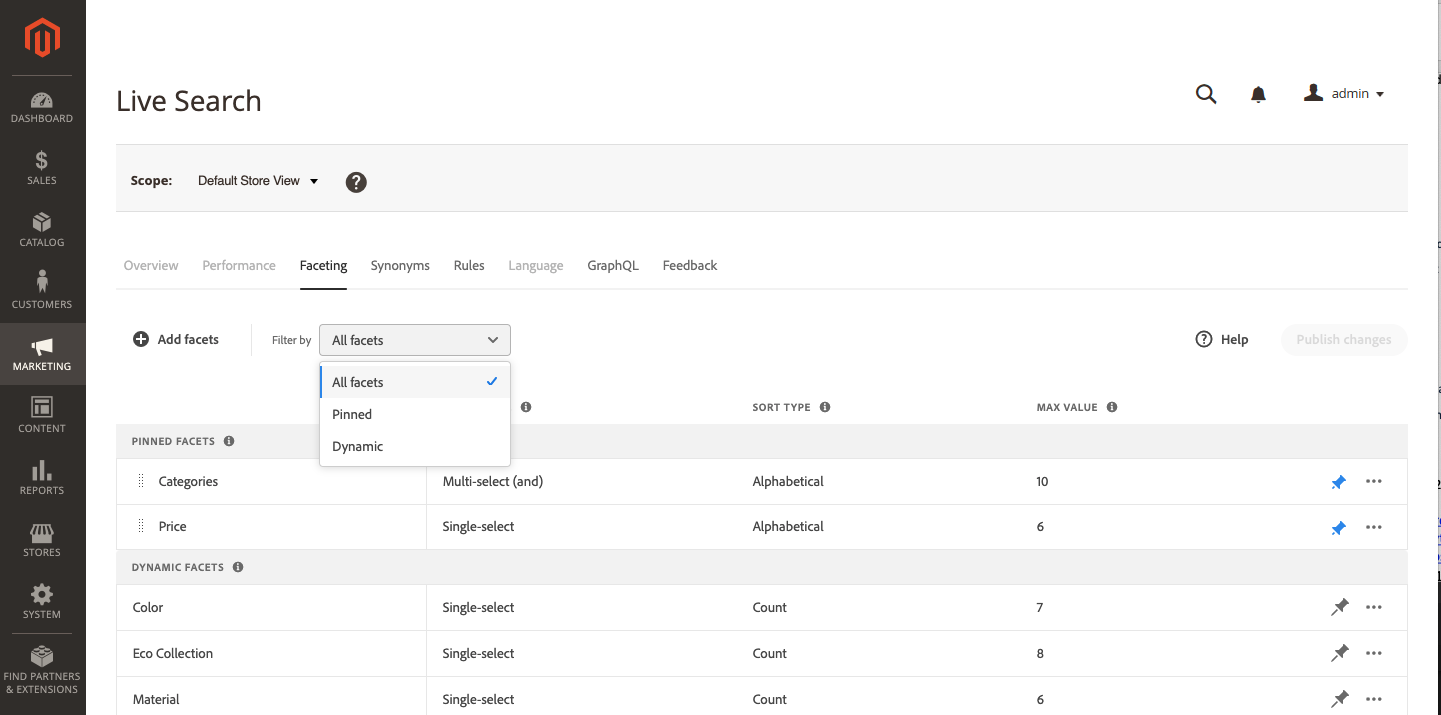 Live Search
admin
DASHBOARD
SALES
CATALOG
CUSTOMERS
MARKETING
CONTENT
REPORTS
STORES
SYSTEM
FIND PARTNERS
& EXTENSIONS
Scope: Default Store View
Overview Performance Faceting Synonyms Rules Language GraphQL Feedback
Add facets Filter by All facets Help Publish changes
All facets
Pinned
Dynamic
SORT TYPE MAX VALUE
PINNED FACETS
Categories Multi-select (and) Alphabetical 10
Price Single-select Alphabetical 6
DYNAMIC FACETS
Color Single-select Count 7
Eco Collection Single-select Count 8
Material Single-select Count 6